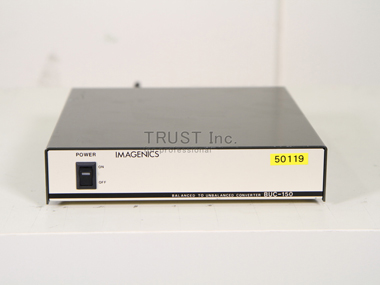 TRUST Inc.
professional
POWER
IMAGENICS
ON
OFF
50119
BALANCED TO UNBALANCED CONVERTER BUC-150